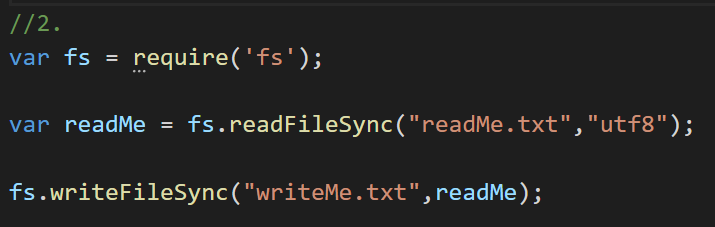 //2.
var fs = require('fs');
var readMe = fs.readFileSync("readMe.txt","utf8");
fs.writeFileSync("writeMe.txt",readMe);